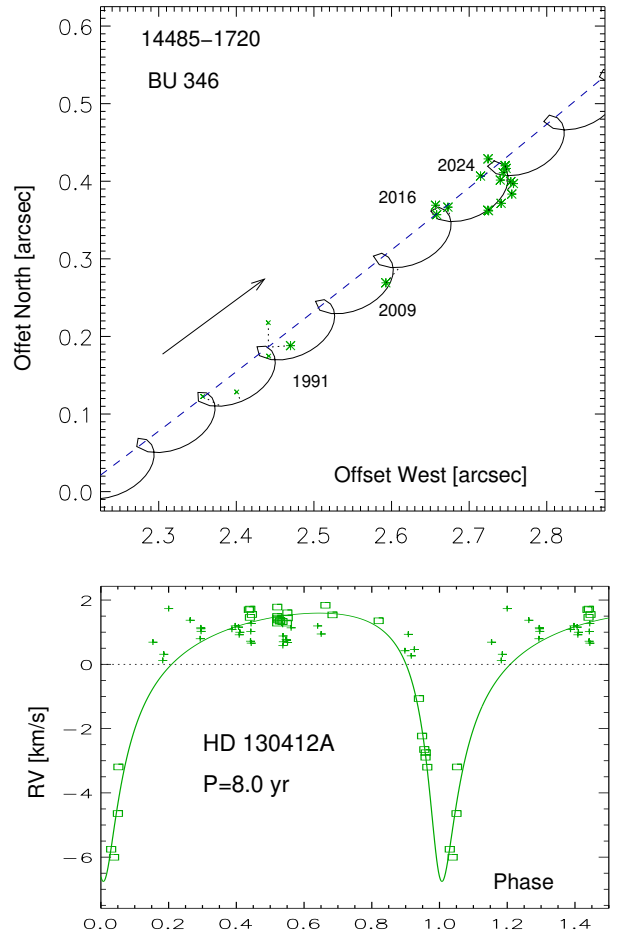 0.6
14485−1720
BU 346
0.5
2024
0.4
2016
0.3
2009
0.2
1991
0.1
0.0
Offset West [arcsec]
Offet North [arcsec]
2.3 2.4 2.5 2.6 2.7 2.8
2
0
−2
−4
−6
RV [km/s]
HD 130412A
P=8.0 yr
Phase
0.0 0.2 0.4 0.6 0.8 1.0 1.2 1.4